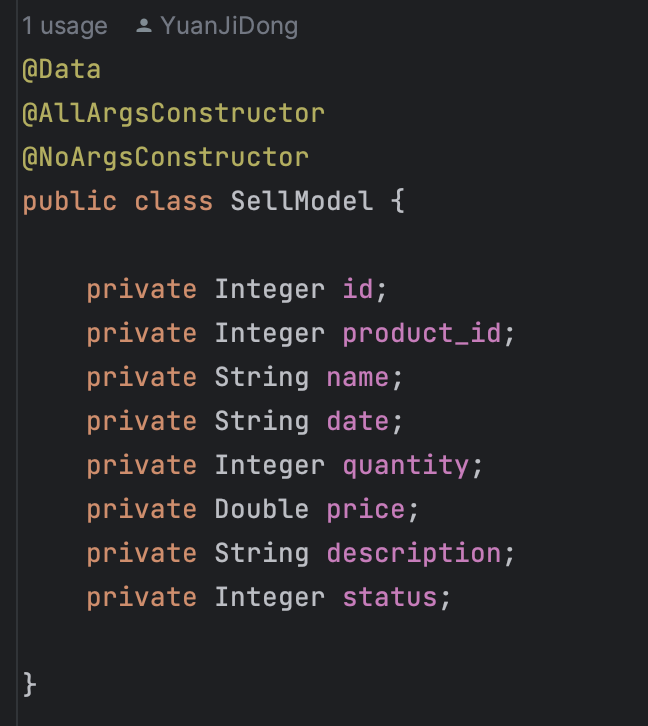 1 usage YuanJiDong
@Data
@AllArgsConstructor
@NoArgsConstructor
public class SellModel {
private Integer id;
private Integer product_id;
private String name;
private String date;
private Integer quantity;
private Double price;
private String description;
private Integer status;
}